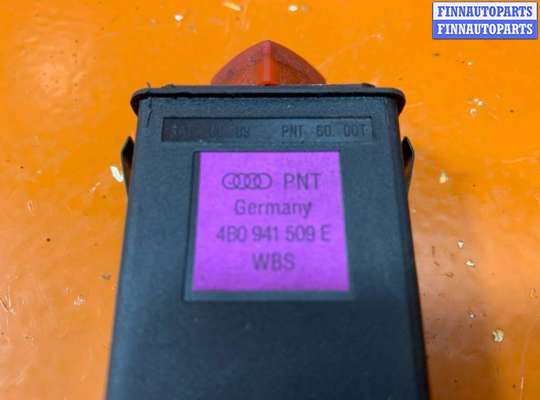 FINNAUTOPARTS
FINNAUTOPARTS
PNT 60. 00T
PNT
Germany
4B0 941 509 E
WBS